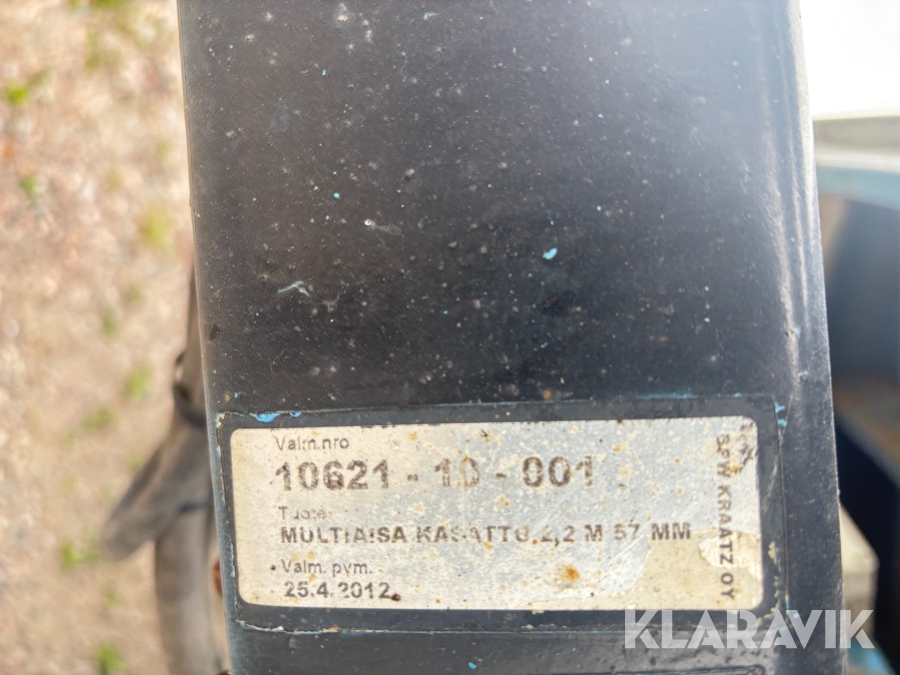 Valm.nro
10621 - 10 - 001
Tuote:
MULTIAISA KASATTU 2,2 M 57 MM
Valm. pvm.
25.4.2012
KRAATZ OY
KLARAVIK